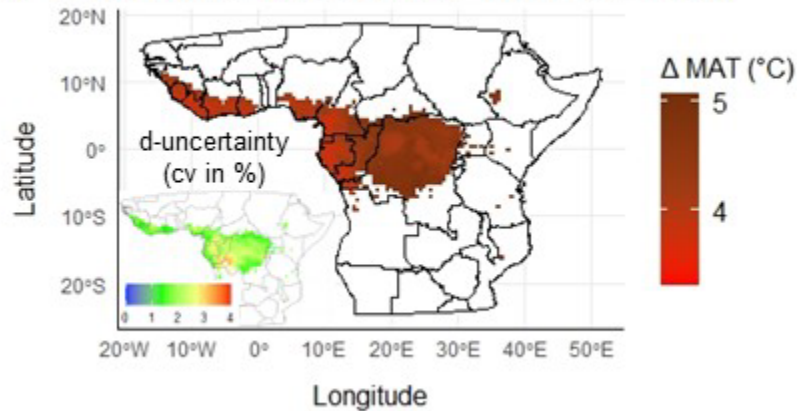 20°N
10°N
0°
10°S
20°S
Latitude
d-uncertainty
(cv in %)
0 1 2 3 4
20°W 10°W 0° 10°E 20°E 30°E 40°E 50°E
Longitude
Δ MAT (°C)
5
4